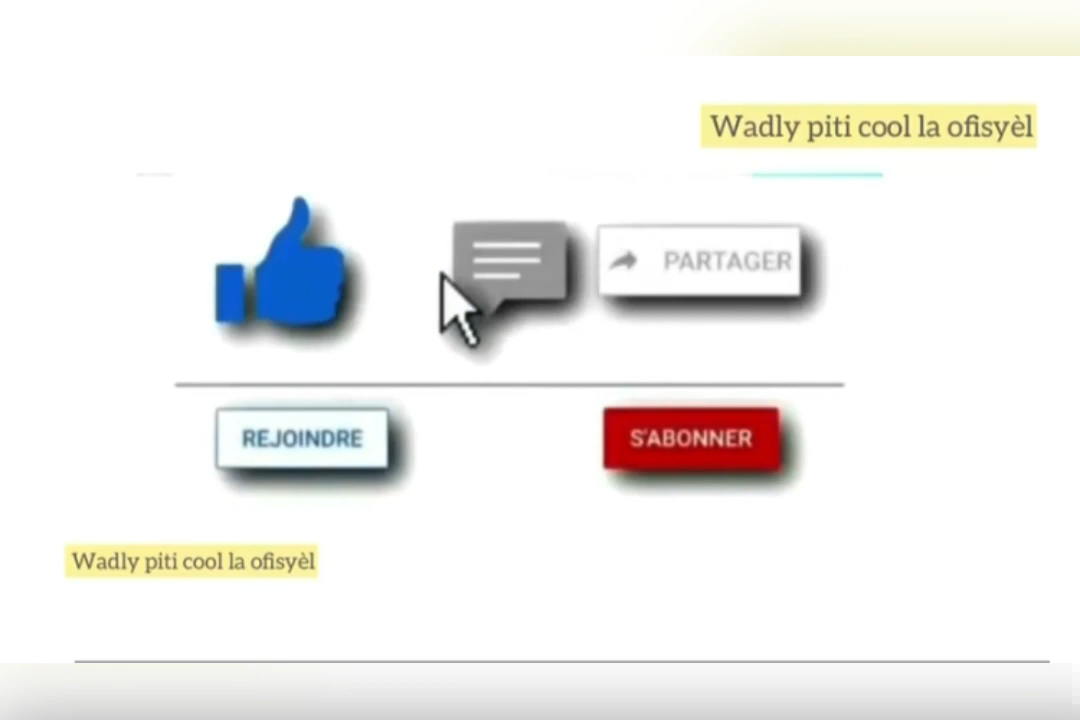 Wadly piti cool la ofisyèl
PARTAGER
REJOINDRE
S'ABONNER
Wadly piti cool la ofisyèl